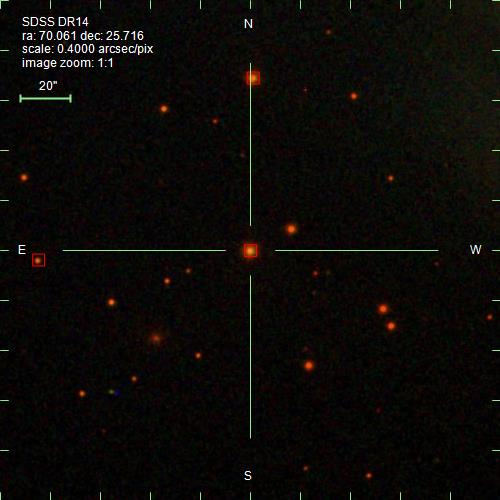 SDSS DR14
ra: 70.061 dec: 25.716
scale: 0.4000 arcsec/pix
image zoom: 1:1
20"
N
E
W
S